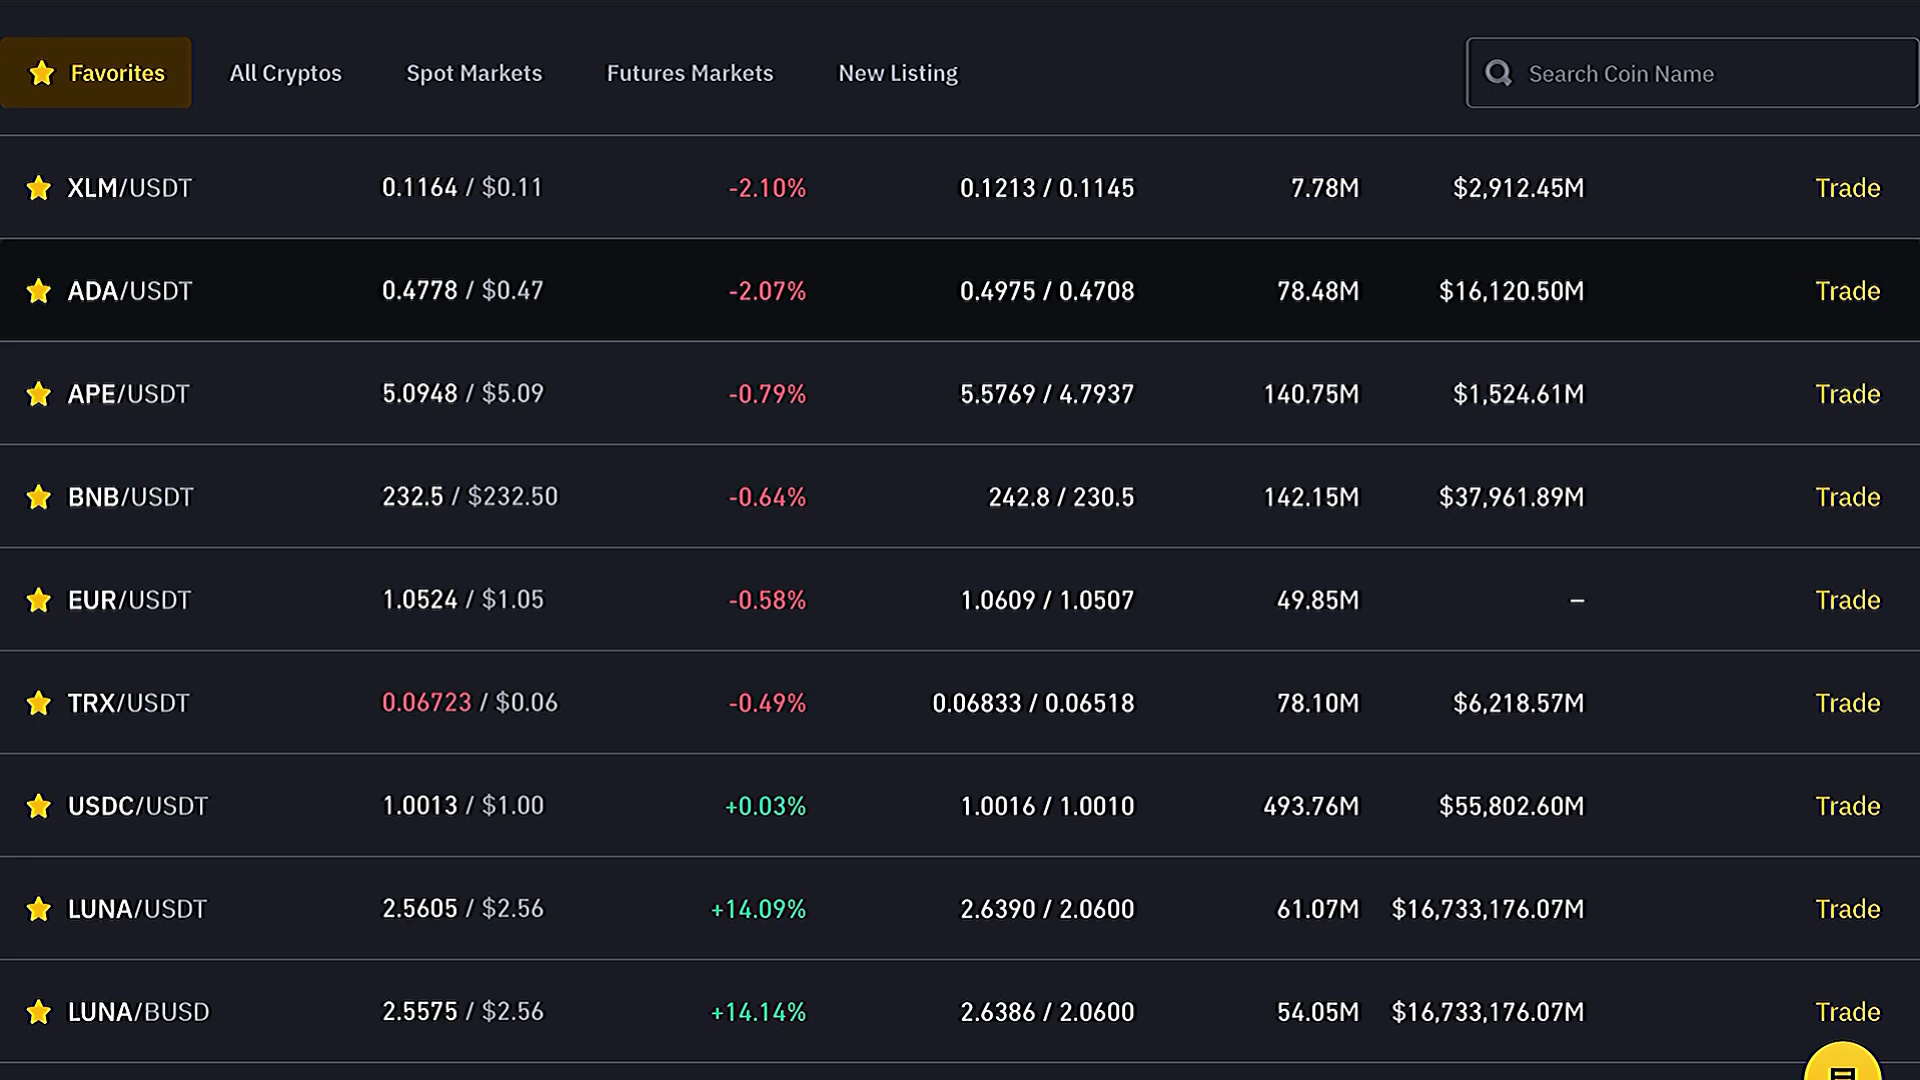 Favorites All Cryptos Spot Markets Futures Markets New Listing Search Coin Name
XLM/USDT 0.1164 / $0.11 -2.10% 0.1213 / 0.1145 7.78M $2,912.45M Trade
ADA/USDT 0.4778 / $0.47 -2.07% 0.4975 / 0.4708 78.48M $16,120.50M Trade
APE/USDT 5.0948 / $5.09 -0.79% 5.5769 / 4.7937 140.75M $1,524.61M Trade
BNB/USDT 232.5 / $232.50 -0.64% 242.8 / 230.5 142.15M $37,961.89M Trade
EUR/USDT 1.0524 / $1.05 -0.58% 1.0609 / 1.0507 49.85M – Trade
TRX/USDT 0.06723 / $0.06 -0.49% 0.06833 / 0.06518 78.10M $6,218.57M Trade
USDC/USDT 1.0013 / $1.00 +0.03% 1.0016 / 1.0010 493.76M $55,802.60M Trade
LUNA/USDT 2.5605 / $2.56 +14.09% 2.6390 / 2.0600 61.07M $16,733,176.07M Trade
LUNA/BUSD 2.5575 / $2.56 +14.14% 2.6386 / 2.0600 54.05M $16,733,176.07M Trade